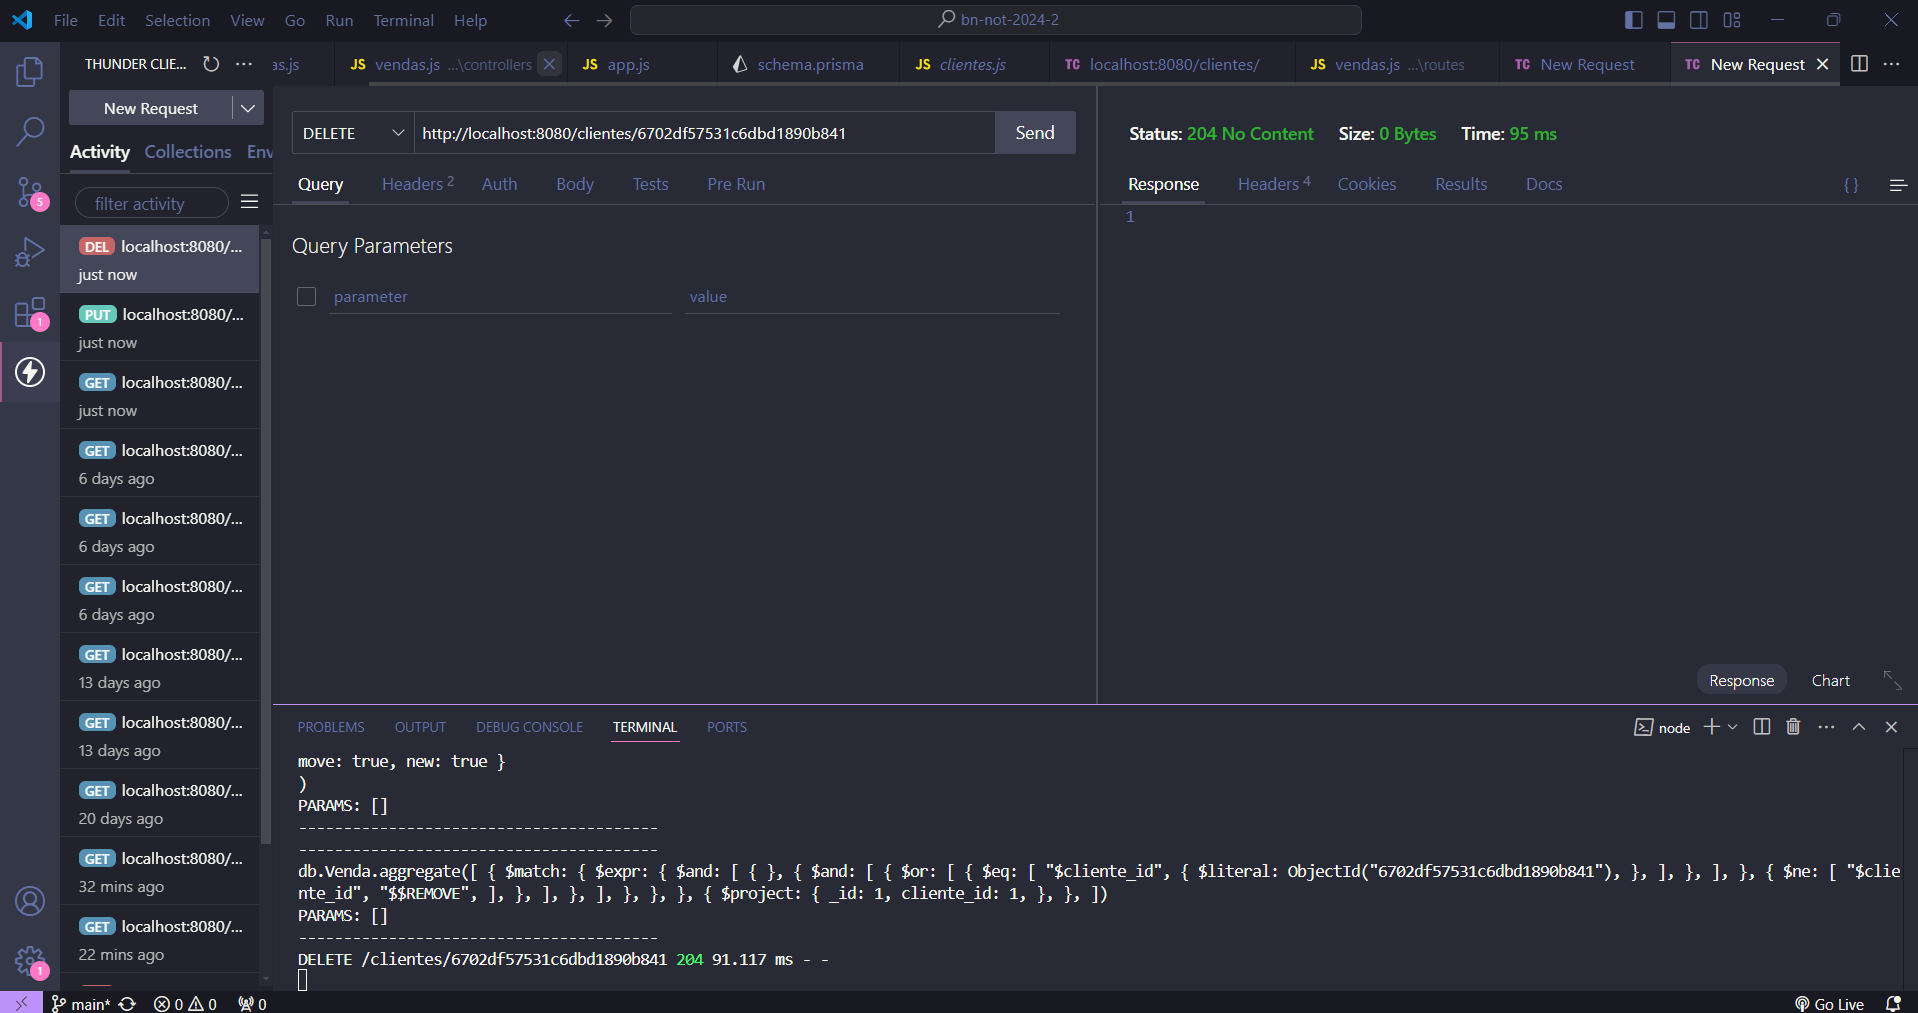 File Edit Selection View Go Run Terminal Help
bn-not-2024-2
THUNDER CLIE...
as.js
JS vendas.js ...\controllers
JS app.js
schema.prisma
JS clientes.js
TC localhost:8080/clientes/
JS vendas.js ...\routes
TC New Request
TC New Request
New Request
Activity Collections Env
filter activity
DEL localhost:8080/...
just now
PUT localhost:8080/...
just now
GET localhost:8080/...
just now
GET localhost:8080/...
6 days ago
GET localhost:8080/...
6 days ago
GET localhost:8080/...
6 days ago
GET localhost:8080/...
13 days ago
GET localhost:8080/...
13 days ago
GET localhost:8080/...
20 days ago
GET localhost:8080/...
32 mins ago
GET localhost:8080/...
22 mins ago
5
1
1
DELETE http://localhost:8080/clientes/6702df57531c6dbd1890b841 Send
Query Headers 2 Auth Body Tests Pre Run
Query Parameters
parameter value
Status: 204 No Content Size: 0 Bytes Time: 95 ms
Response Headers 4 Cookies Results Docs { }
1
Response Chart
PROBLEMS OUTPUT DEBUG CONSOLE TERMINAL PORTS
node
move: true, new: true }
)
PARAMS: []
----------------------------------------
----------------------------------------
db.Venda.aggregate([ { $match: { $expr: { $and: [ { }, { $and: [ { $or: [ { $eq: [ "$cliente_id", { $literal: ObjectId("6702df57531c6dbd1890b841"), }, ], }, ], }, { $ne: [ "$clie
nte_id", "$$REMOVE", ], }, ], }, ], }, }, }, { $project: { _id: 1, cliente_id: 1, }, }, ])
PARAMS: []
----------------------------------------
DELETE /clientes/6702df57531c6dbd1890b841 204 91.117 ms - -
main* 0 0 0
Go Live